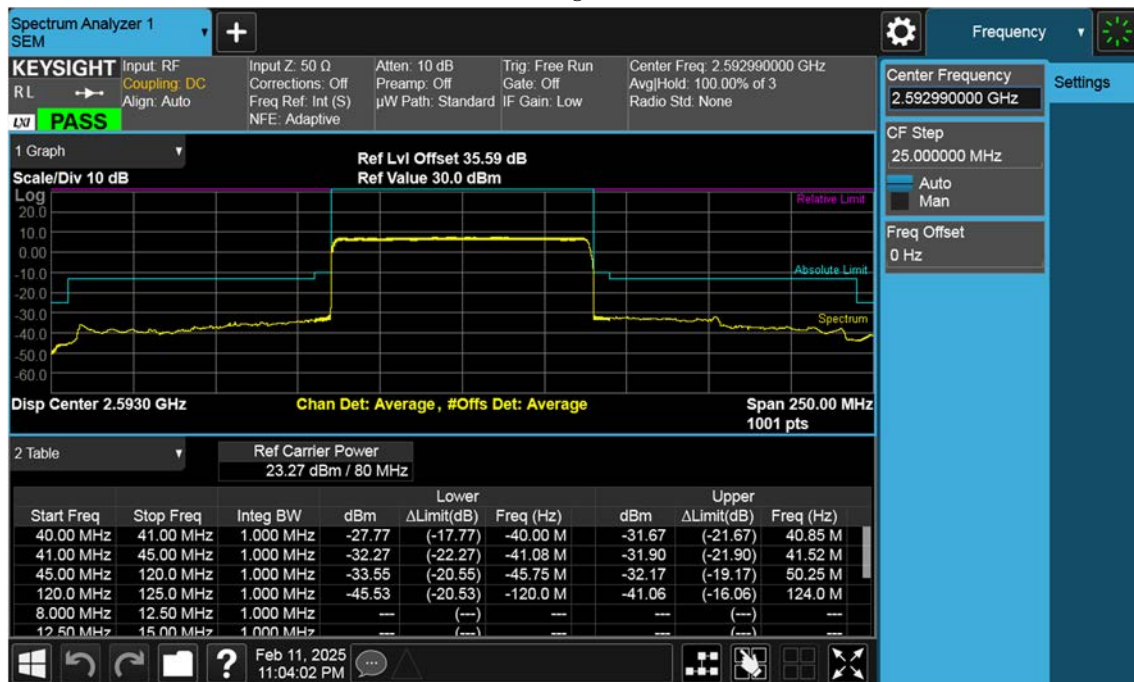 Spectrum Analyzer 1
SEM
+
Frequency
KEYSIGHT
RL
LXI PASS
Input: RF
Coupling: DC
Align: Auto
Input Z: 50 Ω
Corrections: Off
Freq Ref: Int (S)
NFE: Adaptive
Atten: 10 dB
Preamp: Off
µW Path: Standard
Trig: Free Run
Gate: Off
IF Gain: Low
Center Freq: 2.592990000 GHz
Avg|Hold: 100.00% of 3
Radio Std: None
Center Frequency
2.592990000 GHz
Settings
CF Step
25.000000 MHz
Auto
Man
Freq Offset
0 Hz
1 Graph
Scale/Div 10 dB
Ref Lvl Offset 35.59 dB
Ref Value 30.0 dBm
Log
20.0
10.0
0.00
-10.0
-20.0
-30.0
-40.0
-50.0
-60.0
Relative Limit
Absolute Limit
Spectrum
Disp Center 2.5930 GHz
Chan Det: Average, #Offs Det: Average
Span 250.00 MHz
1001 pts
2 Table
Ref Carrier Power
23.27 dBm / 80 MHz
Lower Upper
Start Freq Stop Freq Integ BW dBm ΔLimit(dB) Freq (Hz) dBm ΔLimit(dB) Freq (Hz)
40.00 MHz 41.00 MHz 1.000 MHz -27.77 (-17.77) -40.00 M -31.67 (-21.67) 40.85 M
41.00 MHz 45.00 MHz 1.000 MHz -32.27 (-22.27) -41.08 M -31.90 (-21.90) 41.52 M
45.00 MHz 120.0 MHz 1.000 MHz -33.55 (-20.55) -45.75 M -32.17 (-19.17) 50.25 M
120.0 MHz 125.0 MHz 1.000 MHz -45.53 (-20.53) -120.0 M -41.06 (-16.06) 124.0 M
8.000 MHz 12.50 MHz 1.000 MHz --- (---) --- --- (---) ---
12.50 MHz 15.00 MHz 1.000 MHz --- (---) --- --- (---) ---
?
Feb 11, 2025
11:04:02 PM